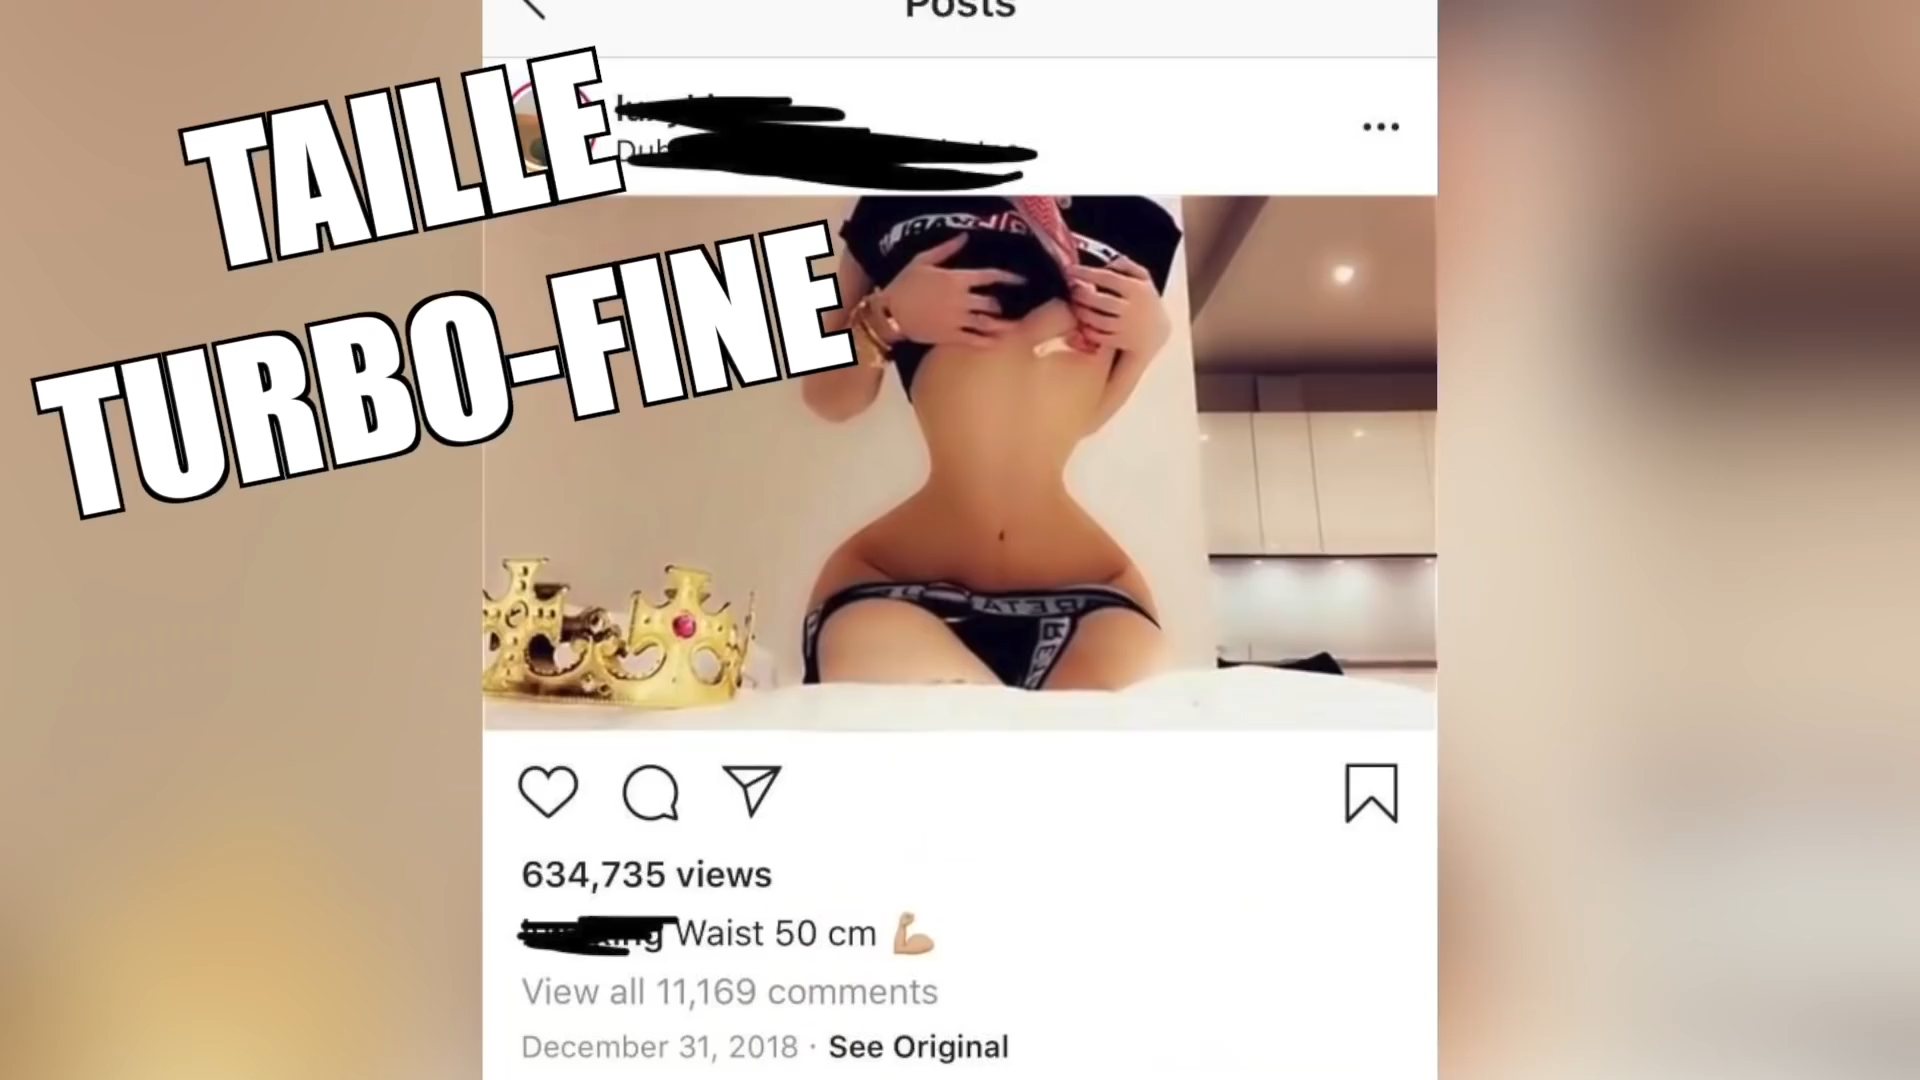 Posts
TAILLE
TURBO-FINE
634,735 views
Waist 50 cm 💪🏼
View all 11,169 comments
December 31, 2018 · See Original